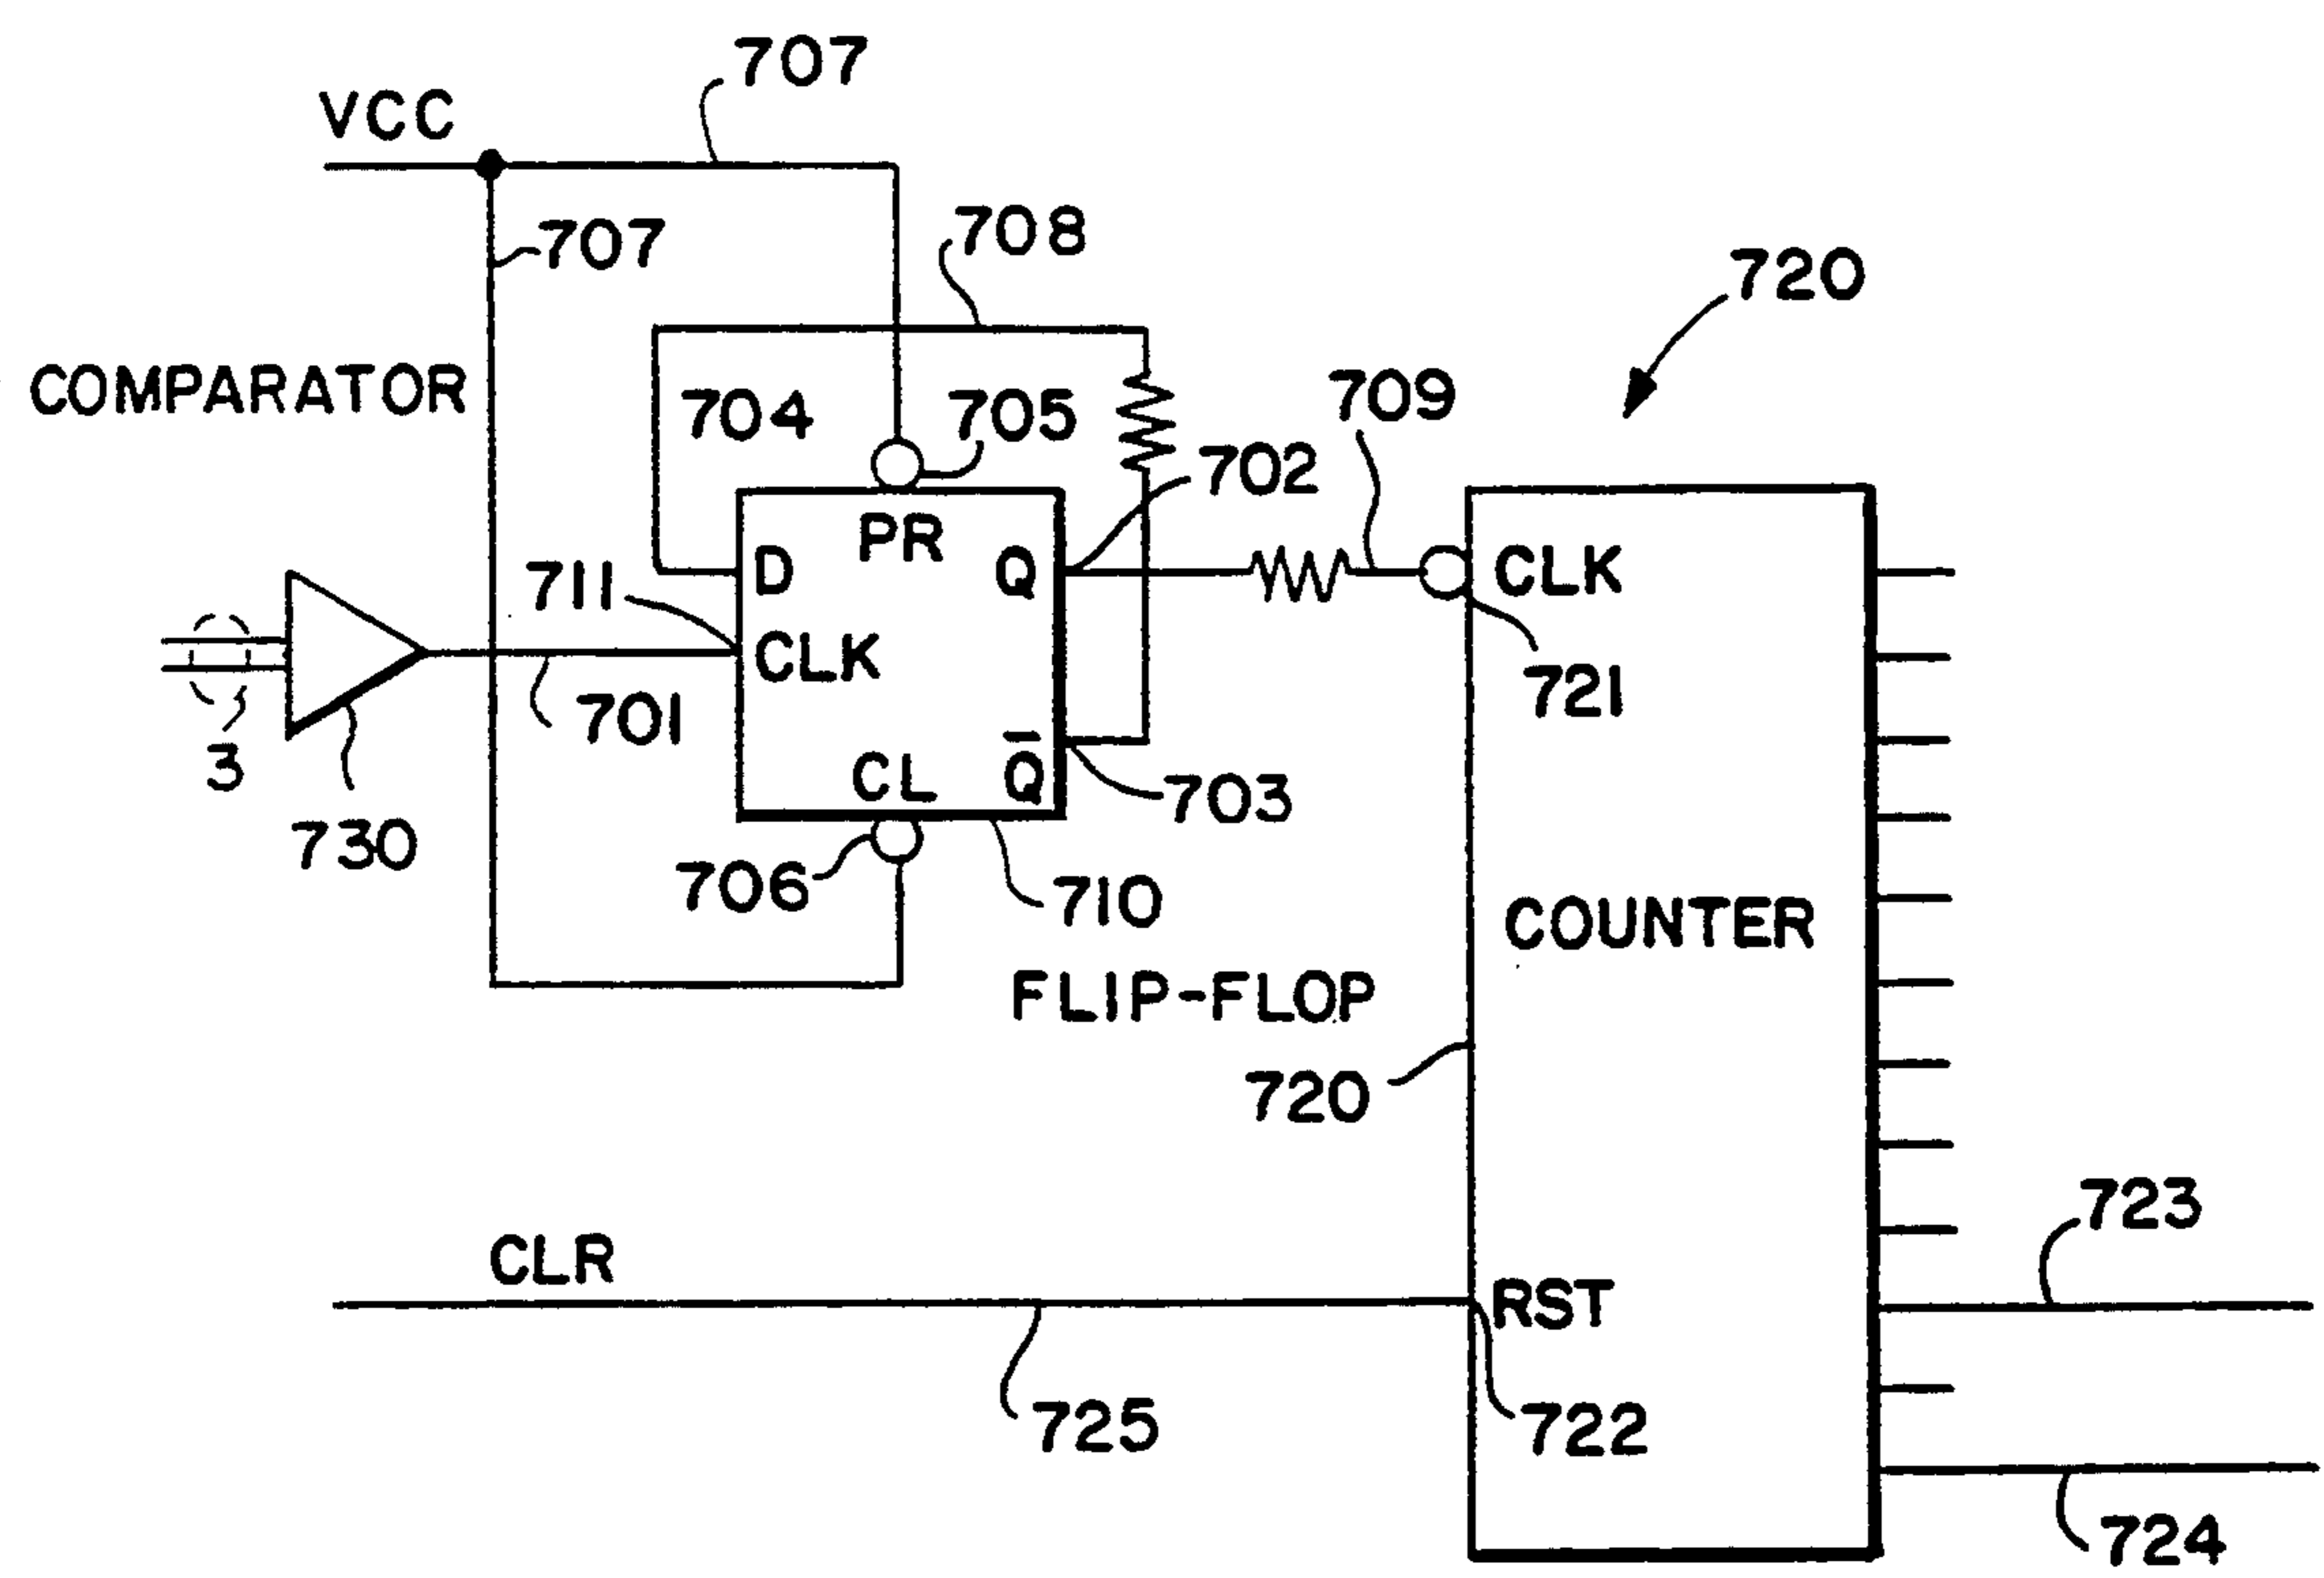 707
VCC
707
708
720
COMPARATOR
704
705
709
702
PR
D
Q
CLK
711
CLK
721
701
3
CL
Q̅
703
730
706
710
COUNTER
FLIP-FLOP
720
723
CLR
RST
725
722
724